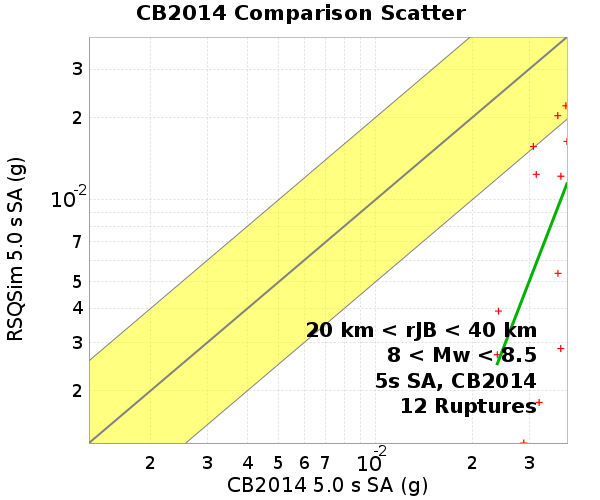 CB2014 Comparison Scatter
RSQSim 5.0 s SA (g)
3
2
10-2
7
5
4
3
2
20 km < rJB < 40 km
8 < Mw < 8.5
5s SA, CB2014
12 Ruptures
2 3 4 5 6 7 10-2 2 3
CB2014 5.0 s SA (g)